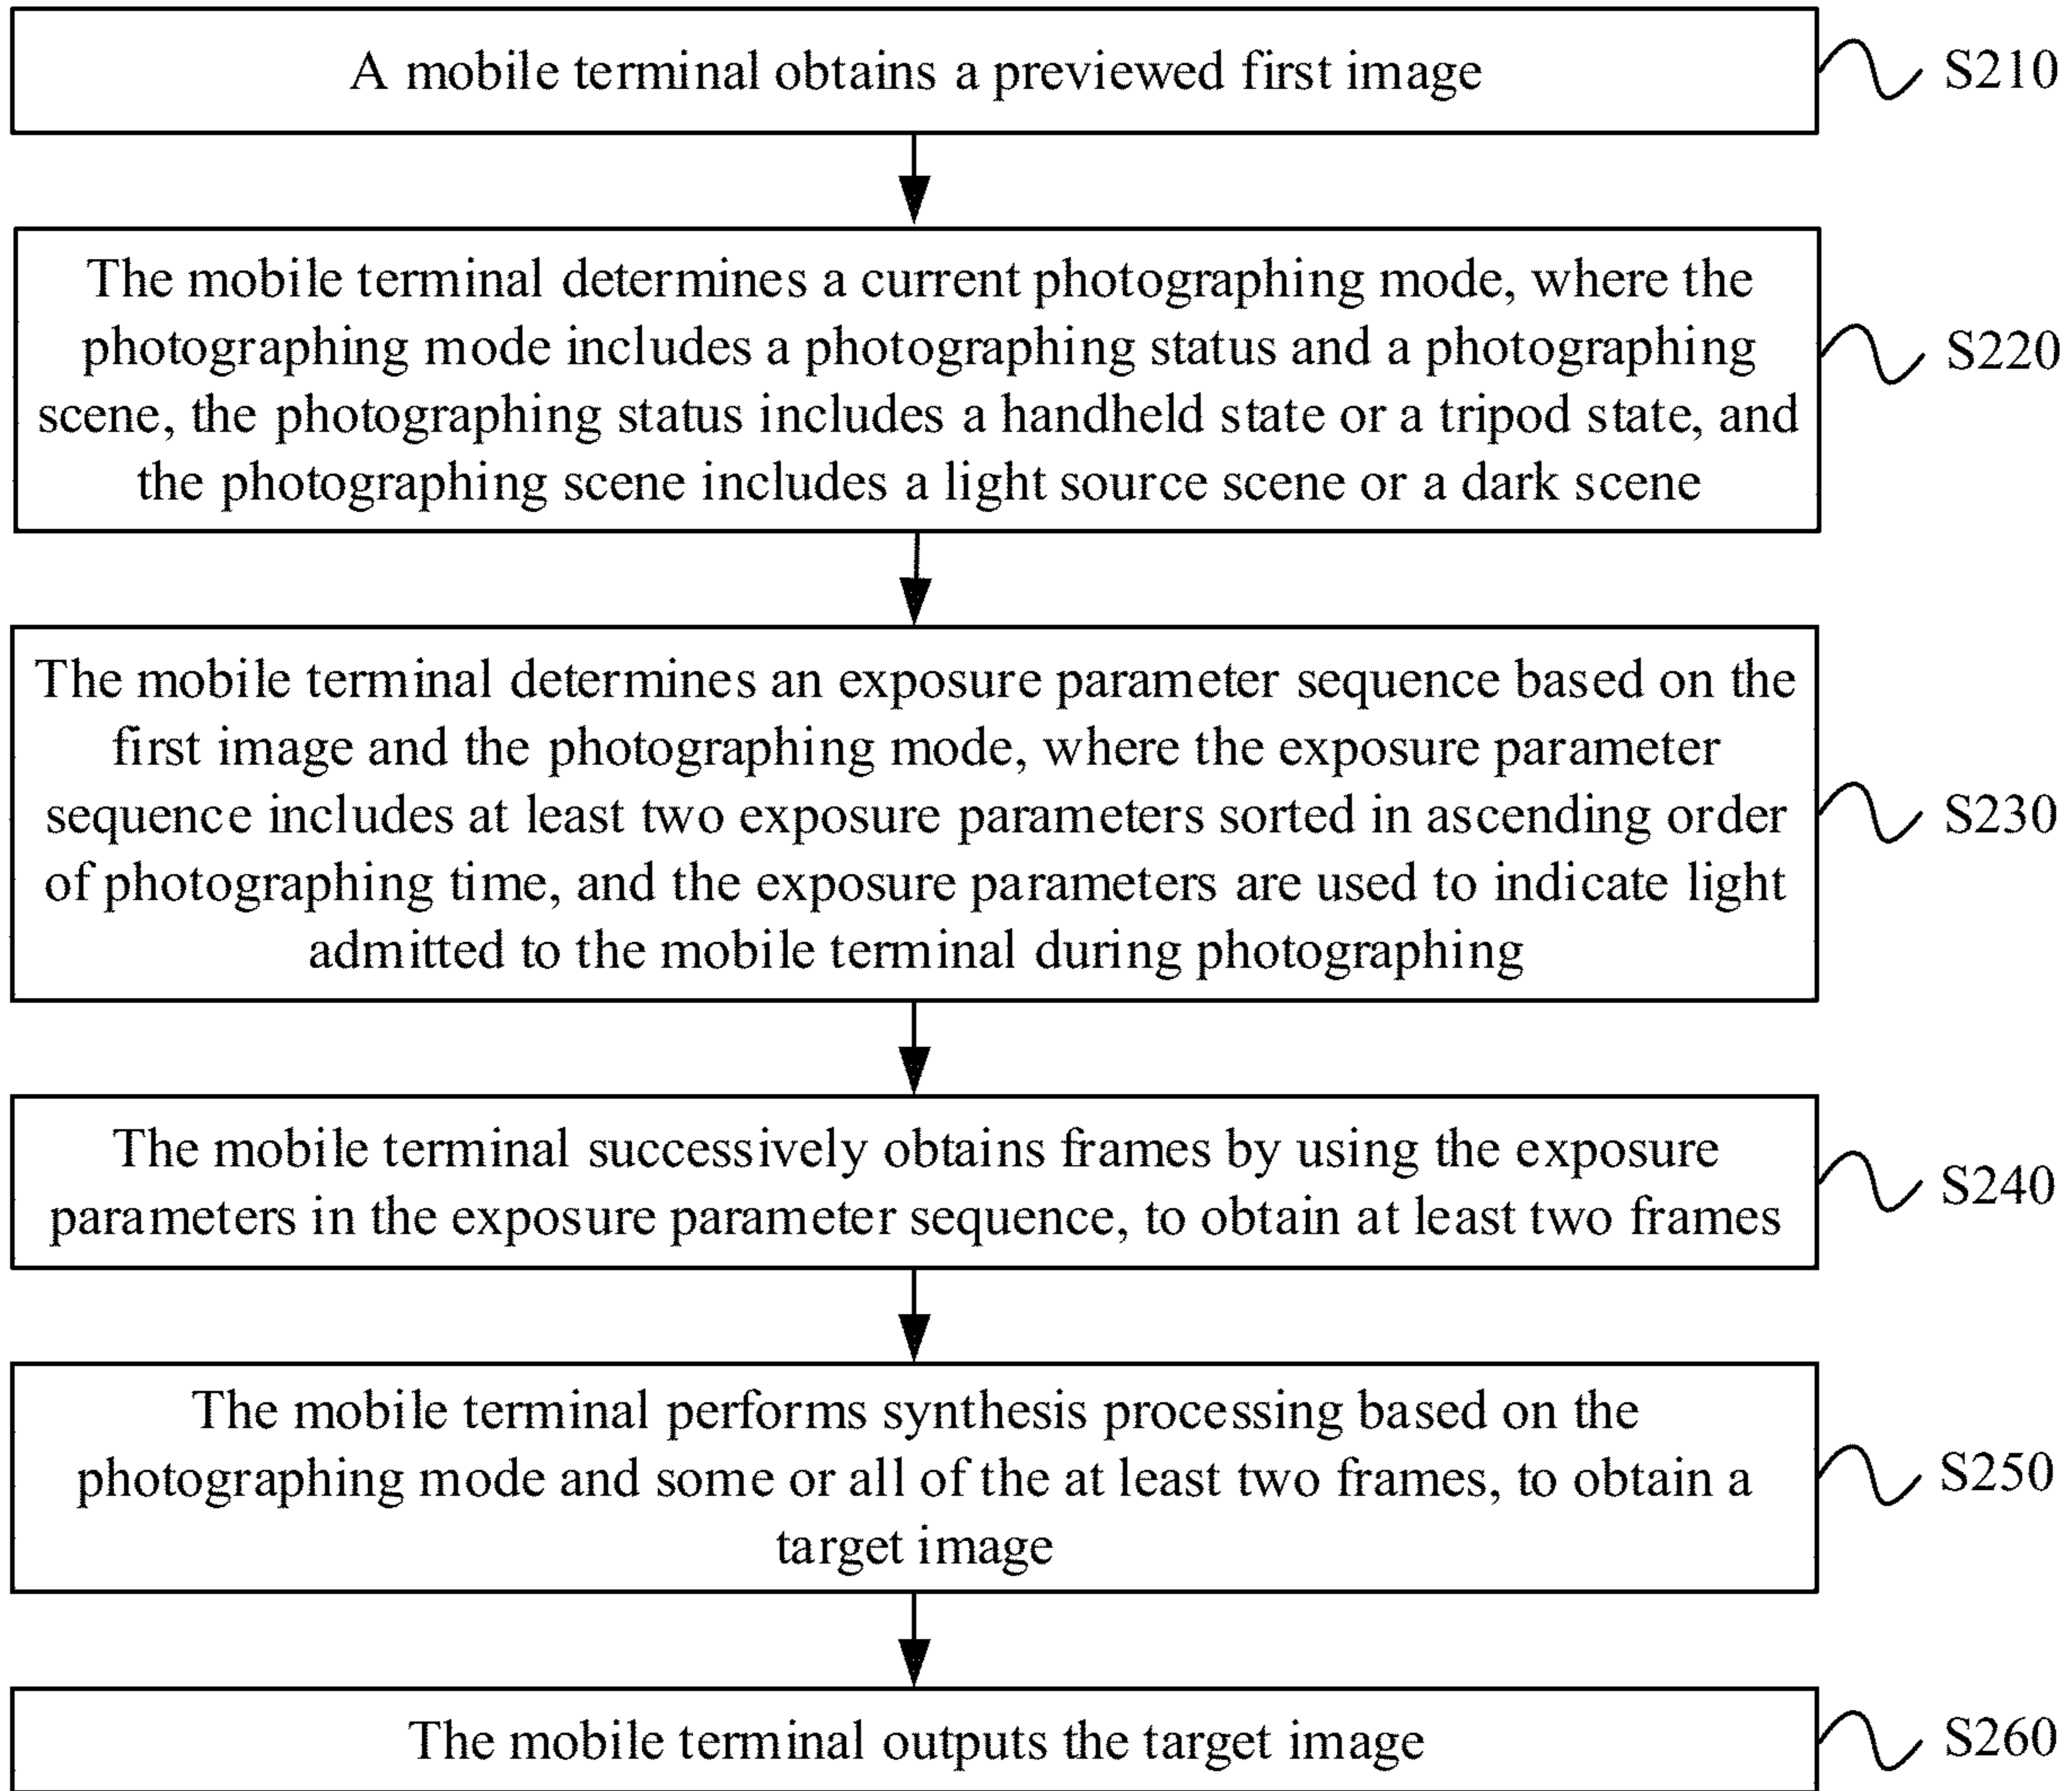 A mobile terminal obtains a previewed first image
S210
The mobile terminal determines a current photographing mode, where the
photographing mode includes a photographing status and a photographing
scene, the photographing status includes a handheld state or a tripod state, and
the photographing scene includes a light source scene or a dark scene
S220
The mobile terminal determines an exposure parameter sequence based on the
first image and the photographing mode, where the exposure parameter
sequence includes at least two exposure parameters sorted in ascending order
of photographing time, and the exposure parameters are used to indicate light
admitted to the mobile terminal during photographing
S230
The mobile terminal successively obtains frames by using the exposure
parameters in the exposure parameter sequence, to obtain at least two frames
S240
The mobile terminal performs synthesis processing based on the
photographing mode and some or all of the at least two frames, to obtain a
target image
S250
The mobile terminal outputs the target image
S260